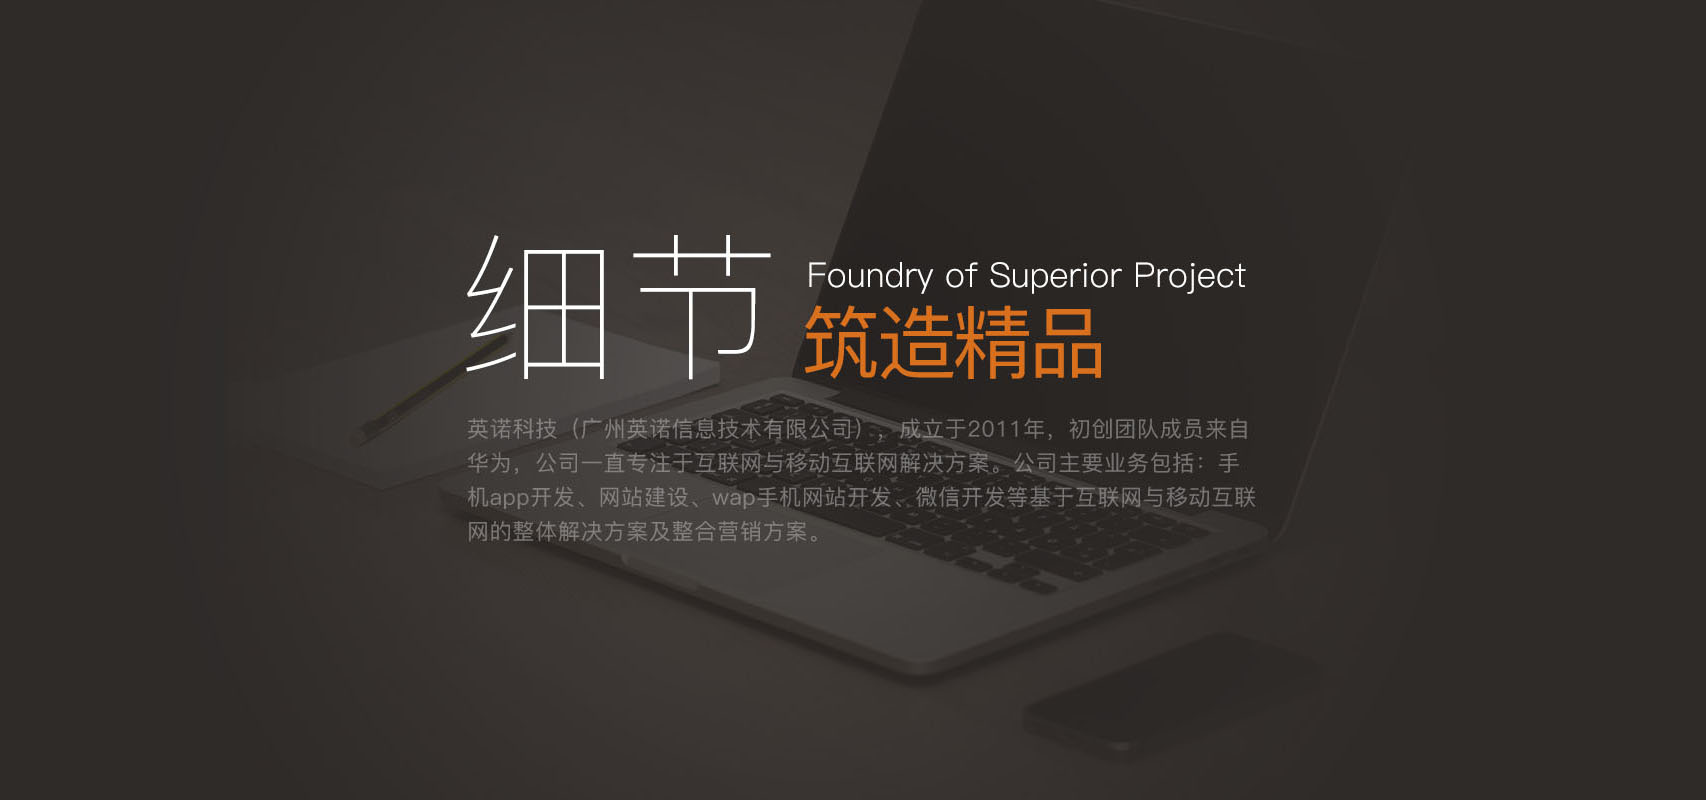 细节
Foundry of Superior Project
筑造精品
英诺科技（广州英诺信息技术有限公司），成立于2011年，初创团队成员来自
华为，公司一直专注于互联网与移动互联网解决方案。公司主要业务包括：手
机app开发、网站建设、wap手机网站开发、微信开发等基于互联网与移动互联
网的整体解决方案及整合营销方案。